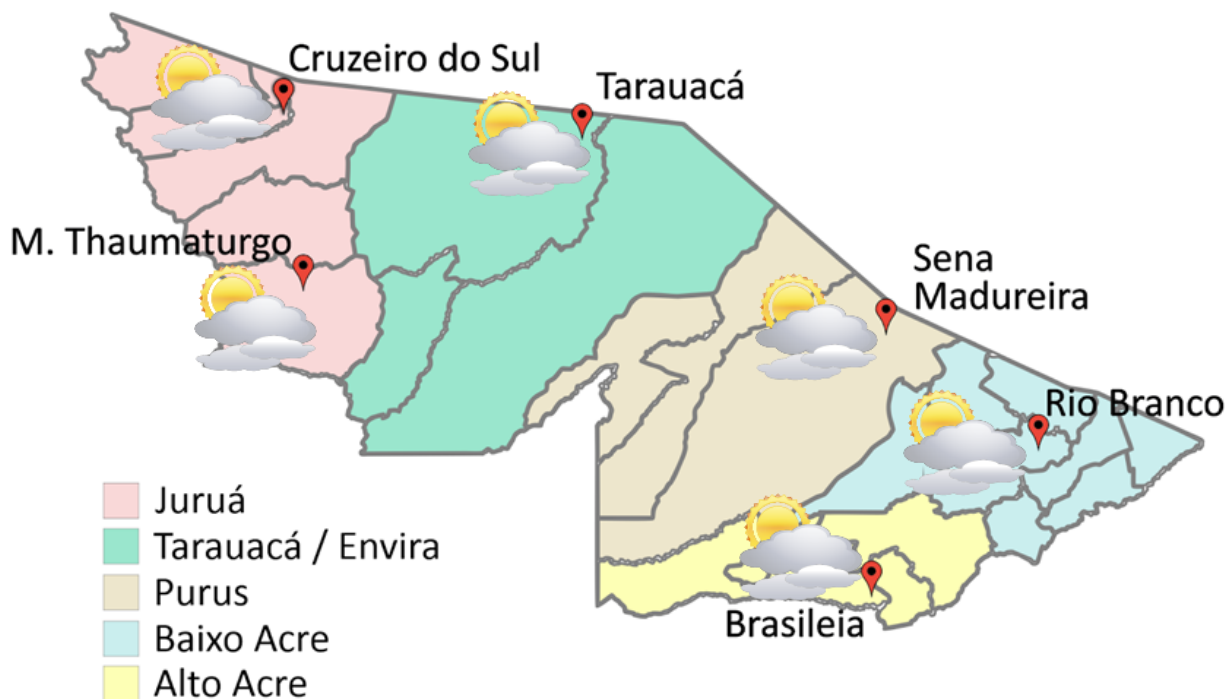 Cruzeiro do Sul
Tarauacá
M. Thaumaturgo
Sena
Madureira
Rio Branco
Brasileia
Juruá
Tarauacá / Envira
Purus
Baixo Acre
Alto Acre